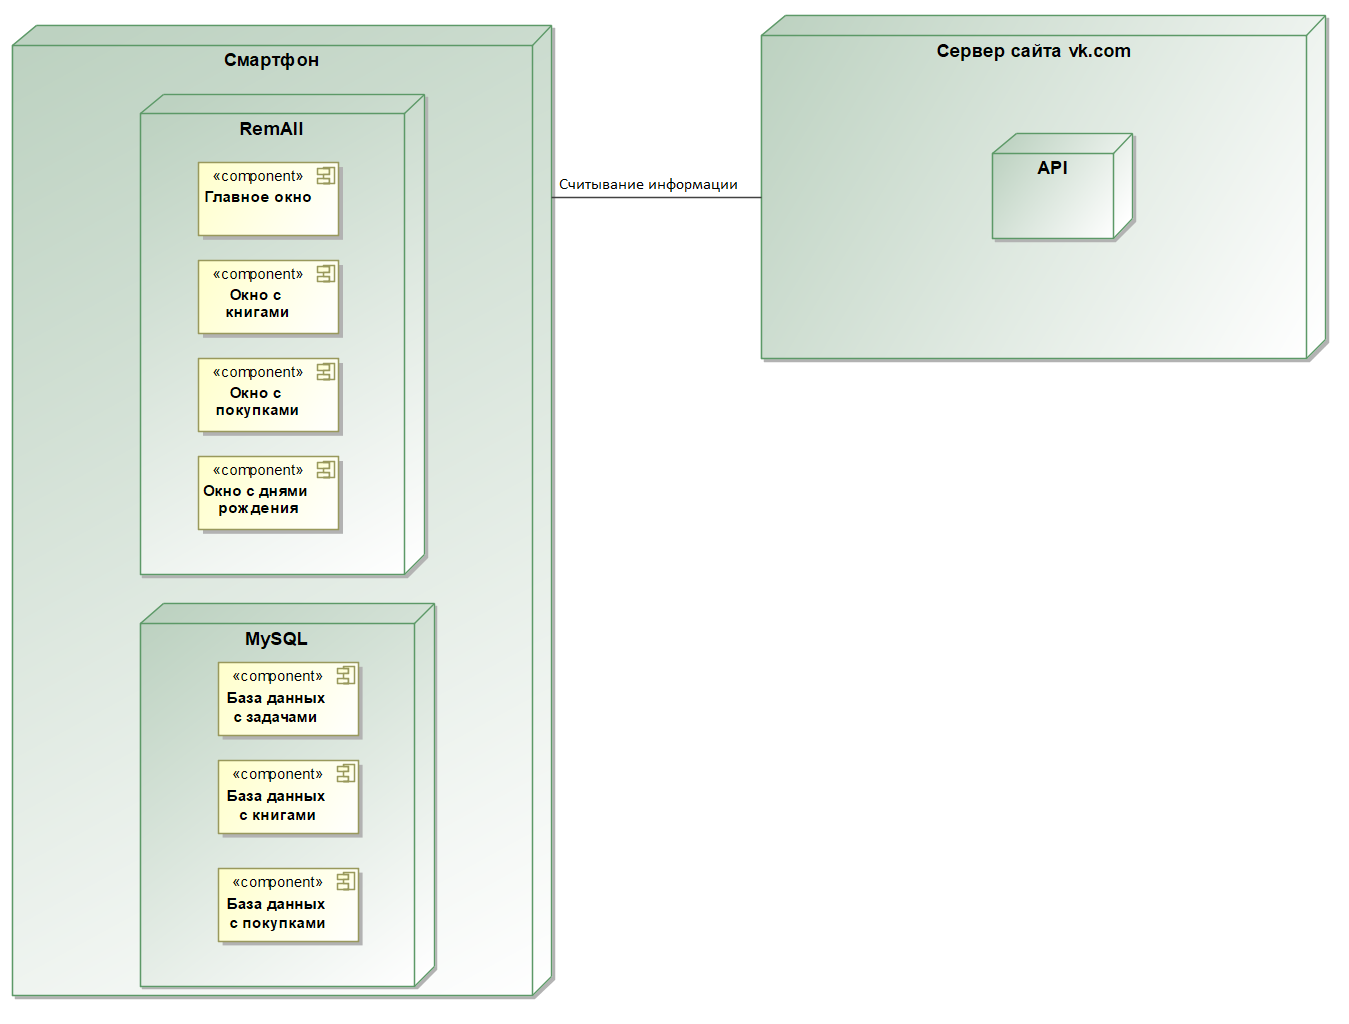 Смартфон
RemAll
«component»
Главное окно
«component»
Окно с
книгами
«component»
Окно с
покупками
«component»
Окно с днями
рождения
MySQL
«component»
База данных
с задачами
«component»
База данных
с книгами
«component»
База данных
с покупками
Считывание информации
Сервер сайта vk.com
API